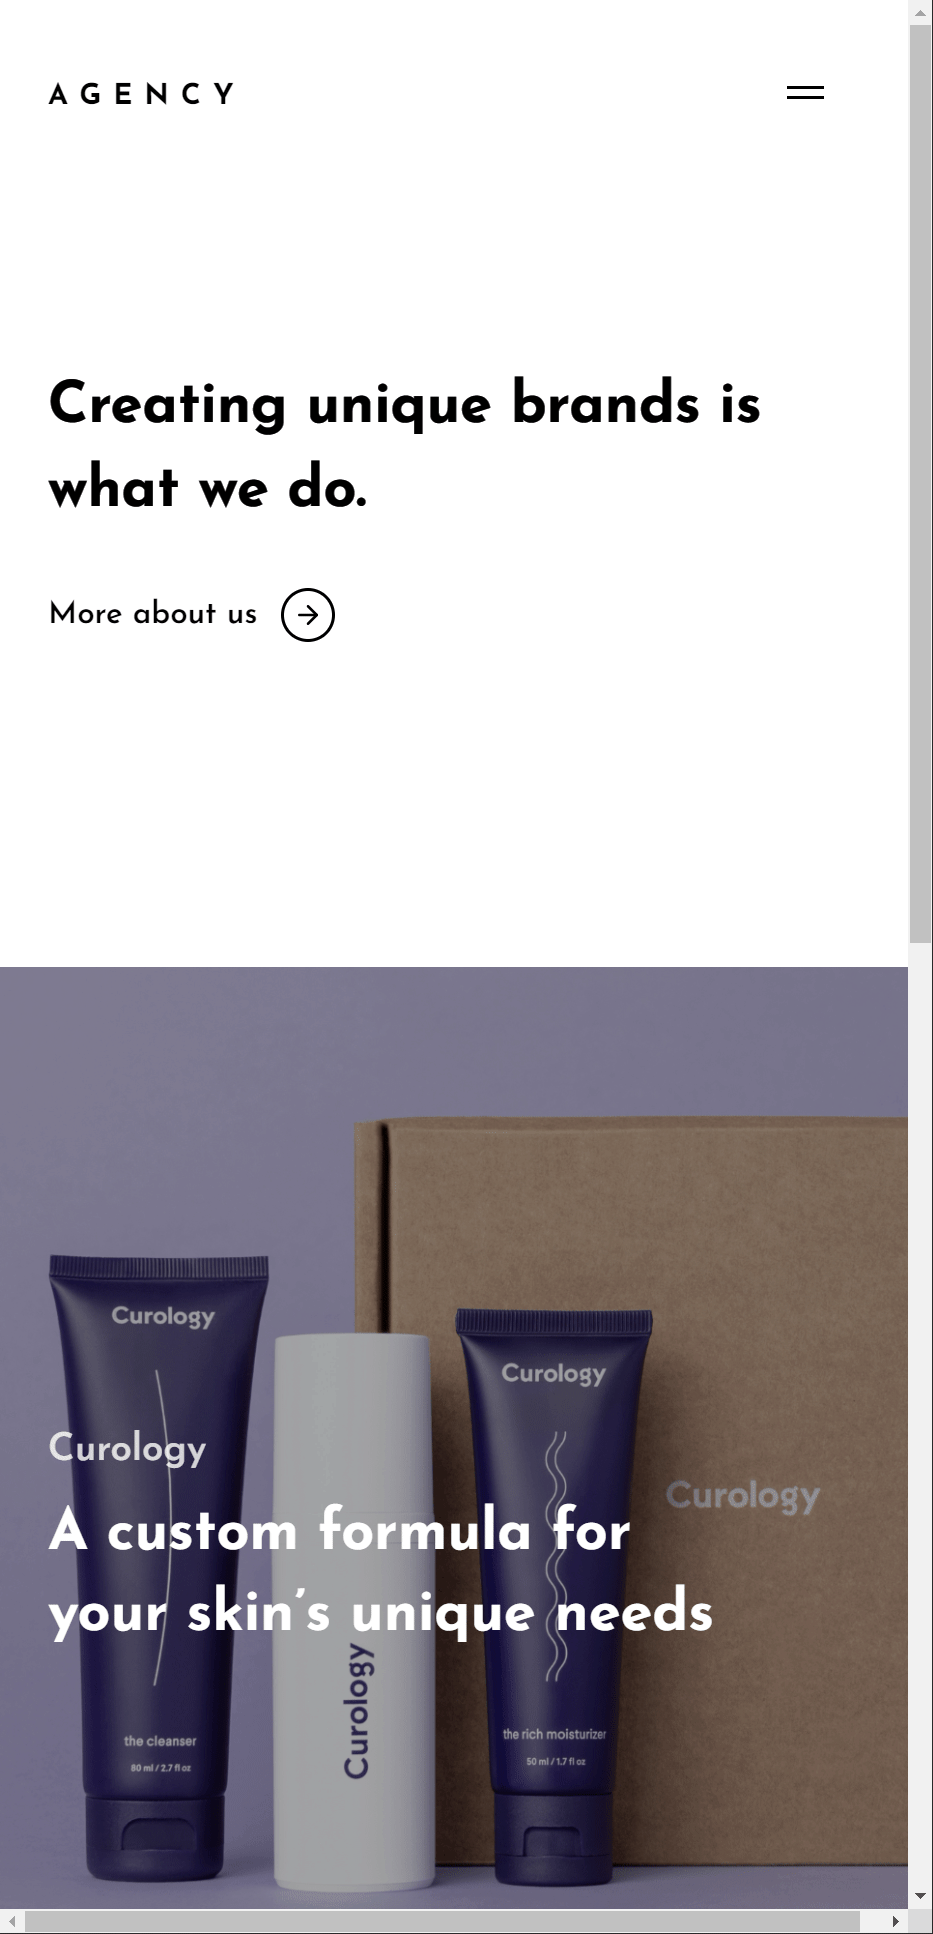 AGENCY
Creating unique brands is
what we do.
More about us
Curology
Curology
Curology
Curology
A custom formula for
your skin’s unique needs
Curology
the cleanser
80 ml / 2.7 fl oz
the rich moisturizer
50 ml / 1.7 fl oz